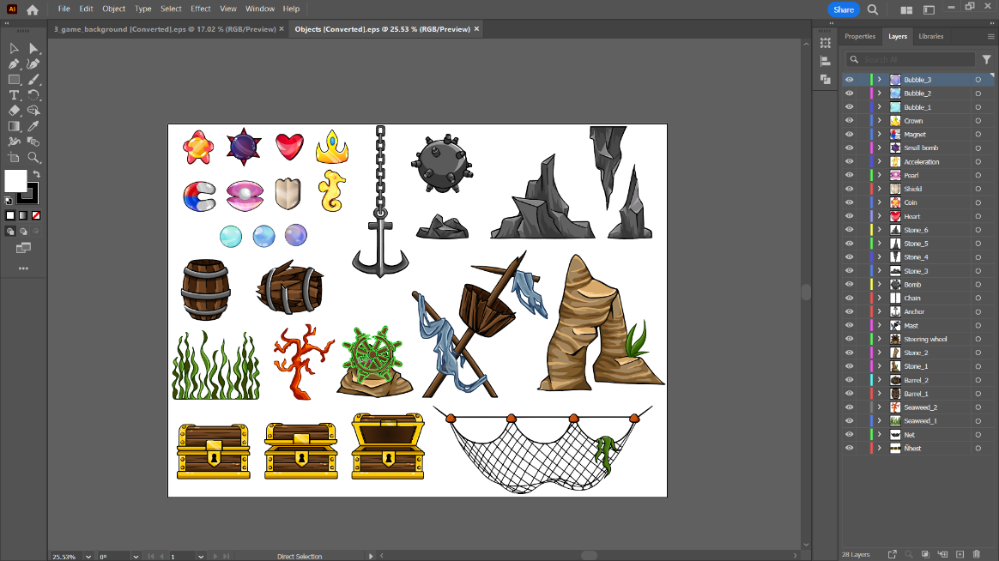 Ai
File Edit Object Type Select Effect View Window Help
Share
3_game_background [Converted].eps @ 17.02 % (RGB/Preview) ×
Objects [Converted].eps @ 25.53 % (RGB/Preview) ×
Properties Layers Libraries
Search All
Bubble_3
Bubble_2
Bubble_1
Crown
Magnet
Small bomb
Acceleration
Pearl
Shield
Coin
Heart
Stone_6
Stone_5
Stone_4
Stone_3
Bomb
Chain
Anchor
Mast
Steering wheel
Stone_2
Stone_1
Barrel_2
Barrel_1
Seaweed_2
Seaweed_1
Net
Ñhest
25.53% 0° 1 Direct Selection
28 Layers